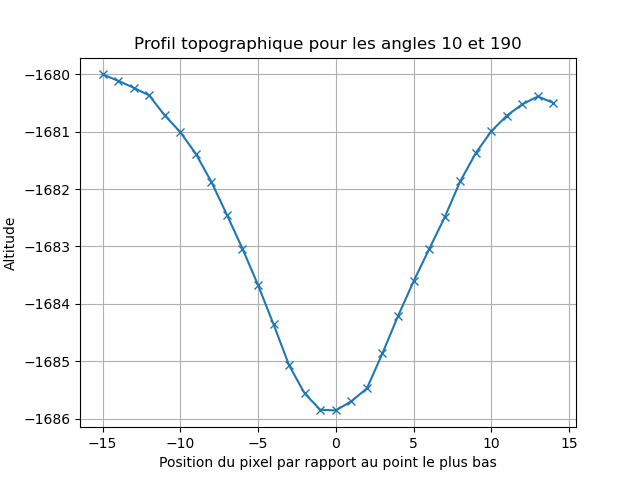 Profil topographique pour les angles 10 et 190
Altitude
−1680
−1681
−1682
−1683
−1684
−1685
−1686
−15 −10 −5 0 5 10 15
Position du pixel par rapport au point le plus bas